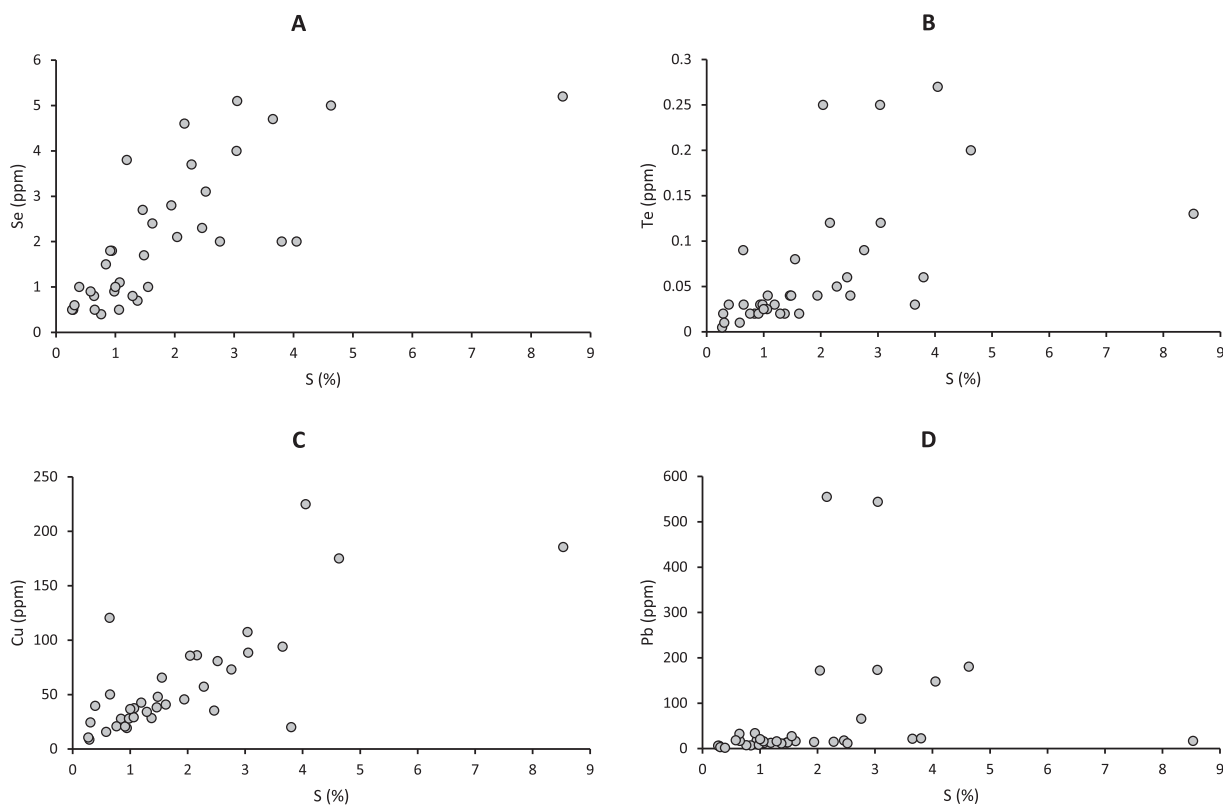 A
6
5
4
3
2
1
0
Se (ppm)
0 1 2 3 4 5 6 7 8 9
S (%)
B
0.3
0.25
0.2
0.15
0.1
0.05
0
Te (ppm)
0 1 2 3 4 5 6 7 8 9
S (%)
C
250
200
150
100
50
0
Cu (ppm)
0 1 2 3 4 5 6 7 8 9
S (%)
D
600
500
400
300
200
100
0
Pb (ppm)
0 1 2 3 4 5 6 7 8 9
S (%)